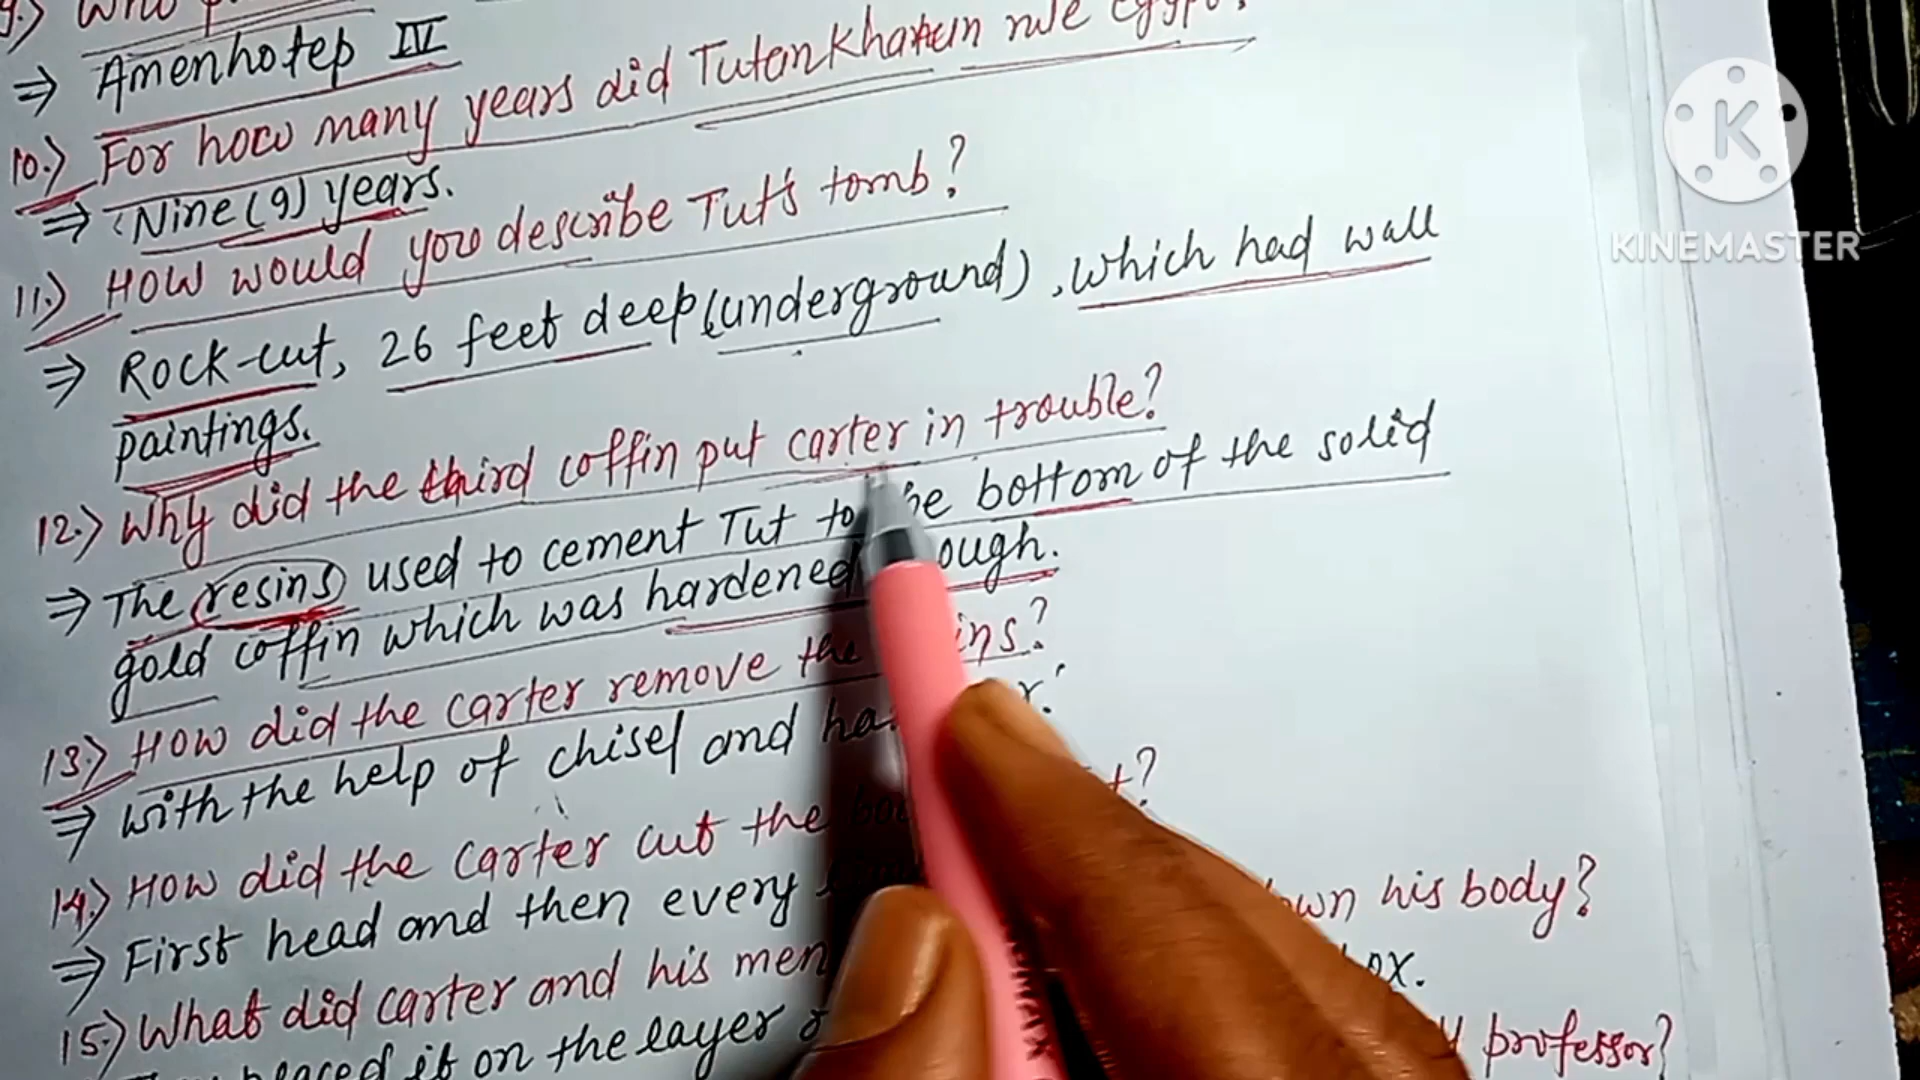 9.) Who
⇒ Amenhotep IV
10.) For how many years did Tutankhamun rule Egypt?
⇒ Nine (9) years.
11.) How would you describe Tut's tomb?
⇒ Rock-cut, 26 feet deep (underground), which had wall
paintings.
12.) Why did the third coffin put carter in trouble?
⇒ The resins used to cement Tut to the bottom of the solid
gold coffin which was hardened
13.) How did the carter remove the
⇒ with the help of chisel and
14.) How did the carter cut the
⇒ First head and then every
15.) What did carter and his men his body?
placed it on the layer
professor?
K
KINEMASTER